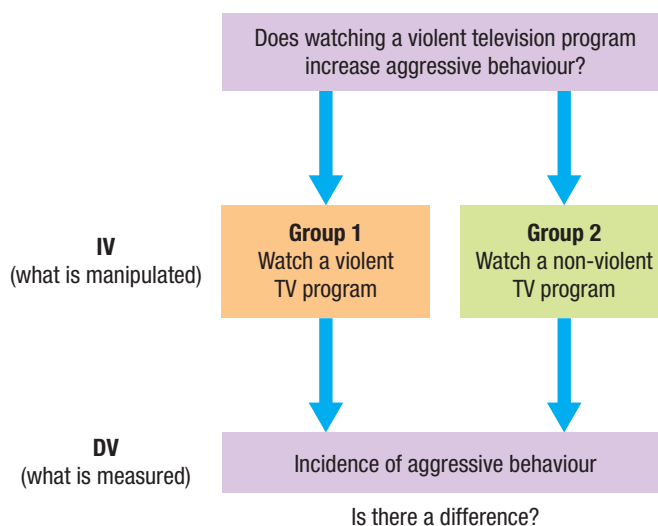 Does watching a violent television program
increase aggressive behaviour?
IV
(what is manipulated)
Group 1
Watch a violent
TV program
Group 2
Watch a non-violent
TV program
DV
(what is measured)
Incidence of aggressive behaviour
Is there a difference?